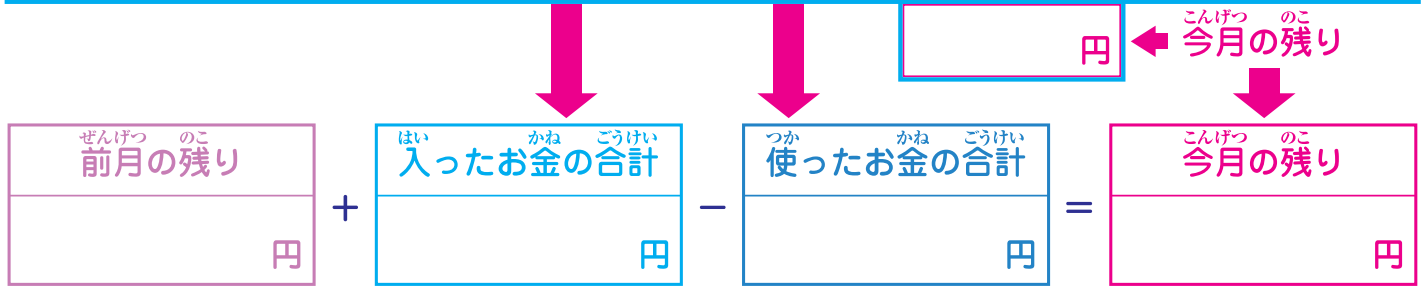 円
こんげつ のこ
今月の残り
ぜんげつ のこ
前月の残り
円
+
はい かね ごうけい
入ったお金の合計
円
−
つか かね ごうけい
使ったお金の合計
円
=
こんげつ のこ
今月の残り
円